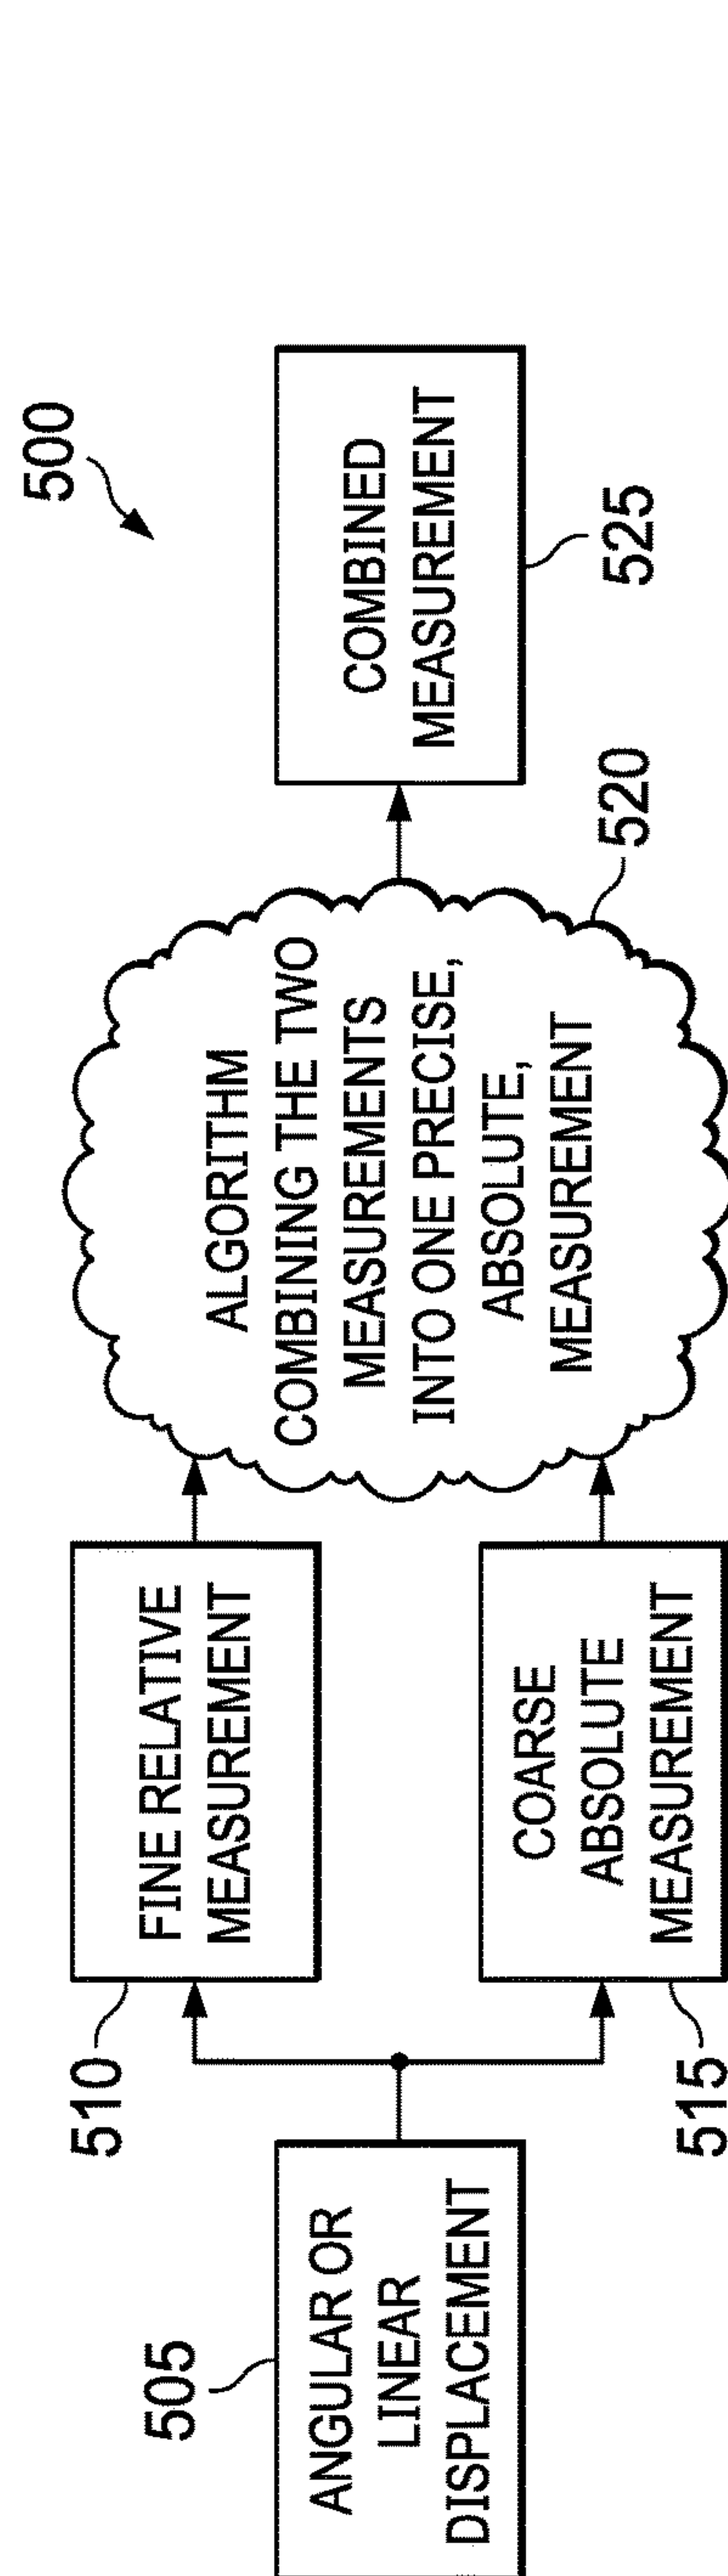 500
505
ANGULAR OR
LINEAR
DISPLACEMENT
510
FINE RELATIVE
MEASUREMENT
515
COARSE
ABSOLUTE
MEASUREMENT
ALGORITHM
COMBINING THE TWO
MEASUREMENTS
INTO ONE PRECISE,
ABSOLUTE,
MEASUREMENT
520
COMBINED
MEASUREMENT
525